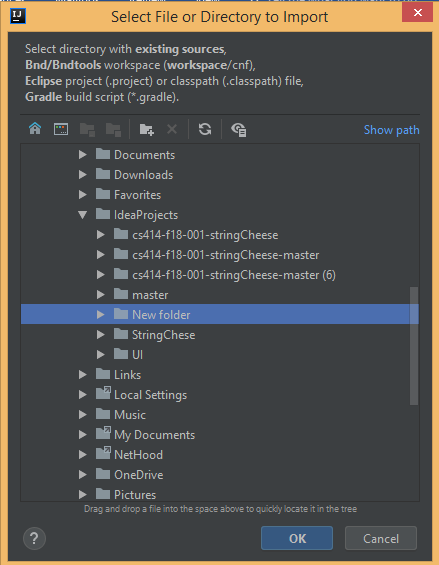 IJ
Select File or Directory to Import
Select directory with existing sources,
Bnd/Bndtools workspace (workspace/cnf),
Eclipse project (.project) or classpath (.classpath) file,
Gradle build script (*.gradle).
Show path
Documents
Downloads
Favorites
IdeaProjects
cs414-f18-001-stringCheese
cs414-f18-001-stringCheese-master
cs414-f18-001-stringCheese-master (6)
master
New folder
StringChese
UI
Links
Local Settings
Music
My Documents
NetHood
OneDrive
Pictures
Drag and drop a file into the space above to quickly locate it in the tree
?
OK
Cancel